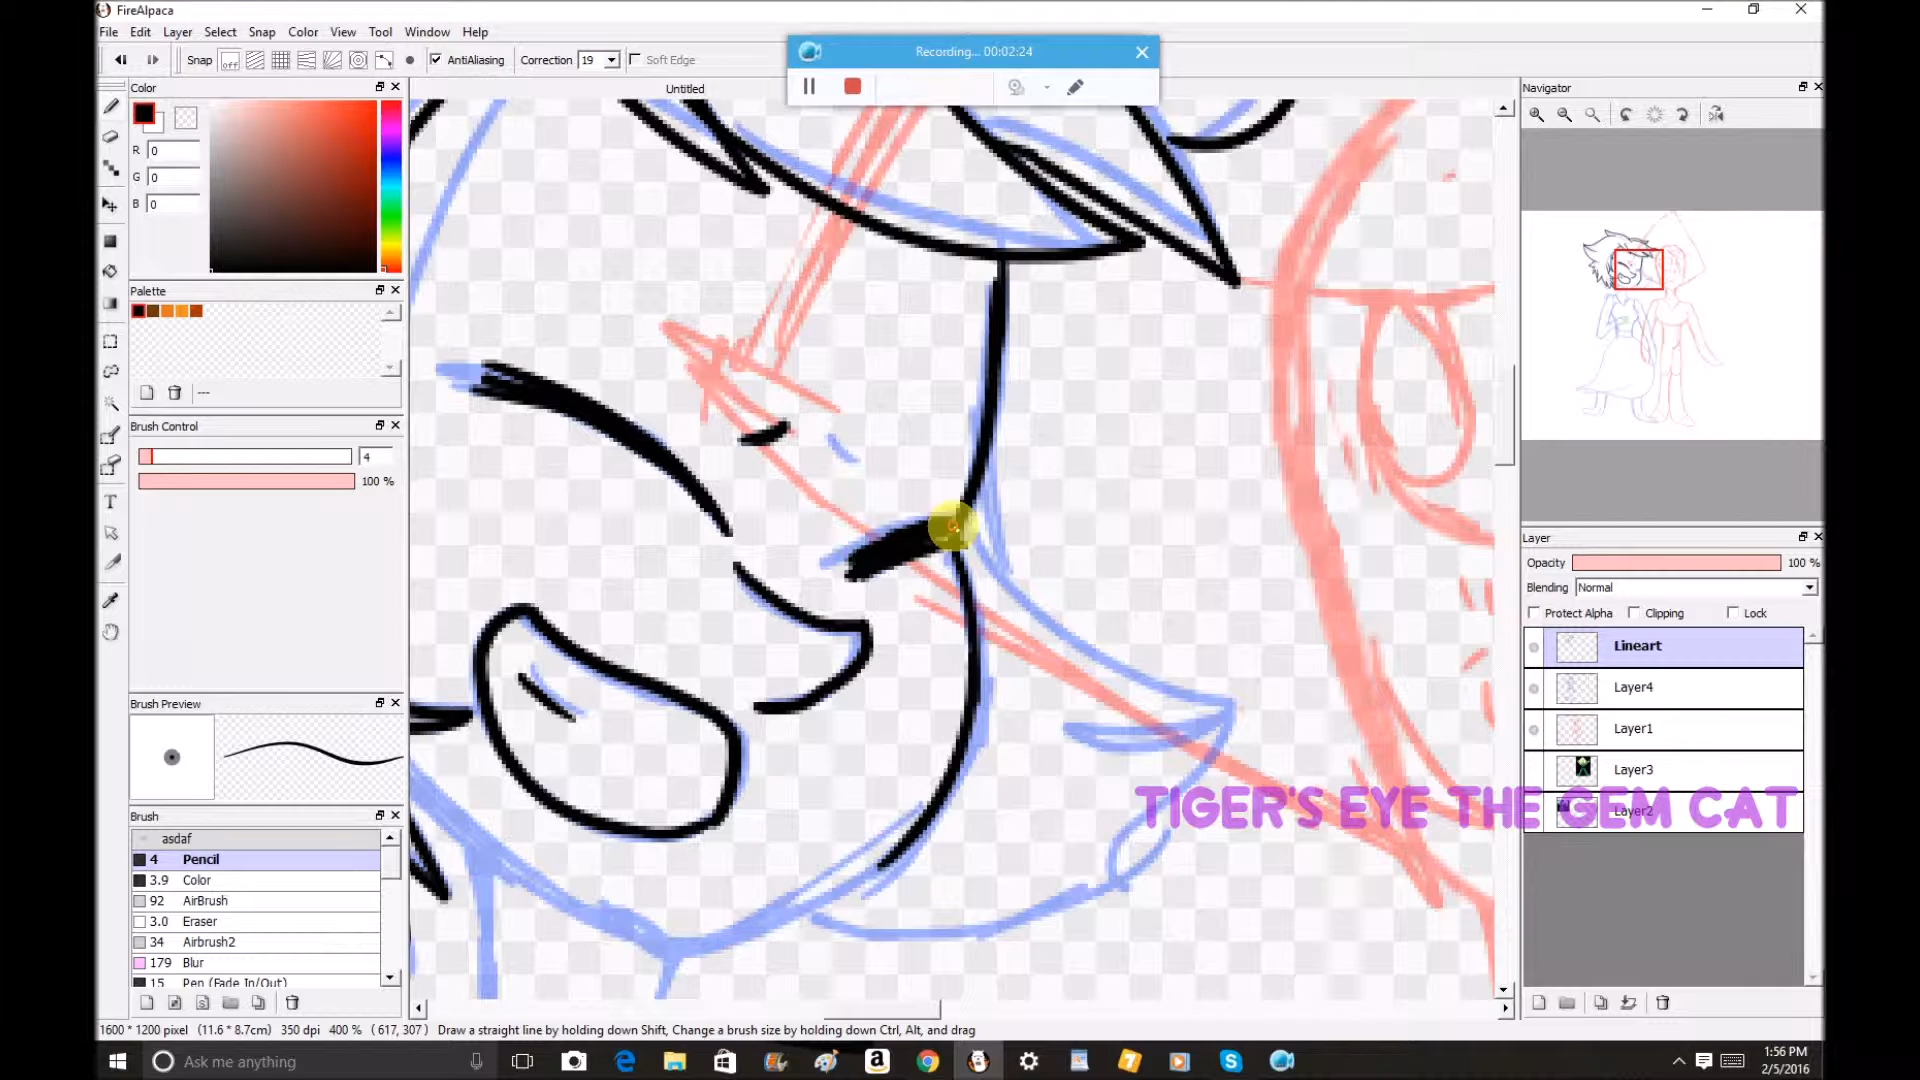 FireAlpaca
File Edit Layer Select Snap Color View Tool Window Help
Snap off AntiAliasing Correction 19 Soft Edge
Recording... 00:02:24
Color
Untitled
Navigator
R 0
G 0
B 0
Palette
---
Brush Control
4
100 %
Brush Preview
Brush
asdaf
4 Pencil
3.9 Color
92 AirBrush
3.0 Eraser
34 Airbrush2
179 Blur
15 Pen (Fade In/Out)
Layer
Opacity 100 %
Blending Normal
Protect Alpha Clipping Lock
Lineart
Layer4
Layer1
Layer3
Layer2
TIGER'S EYE THE GEM CAT
1600 * 1200 pixel (11.6 * 8.7cm) 350 dpi 400 % ( 617, 307 ) Draw a straight line by holding down Shift, Change a brush size by holding down Ctrl, Alt, and drag
Ask me anything
1:56 PM
2/5/2016